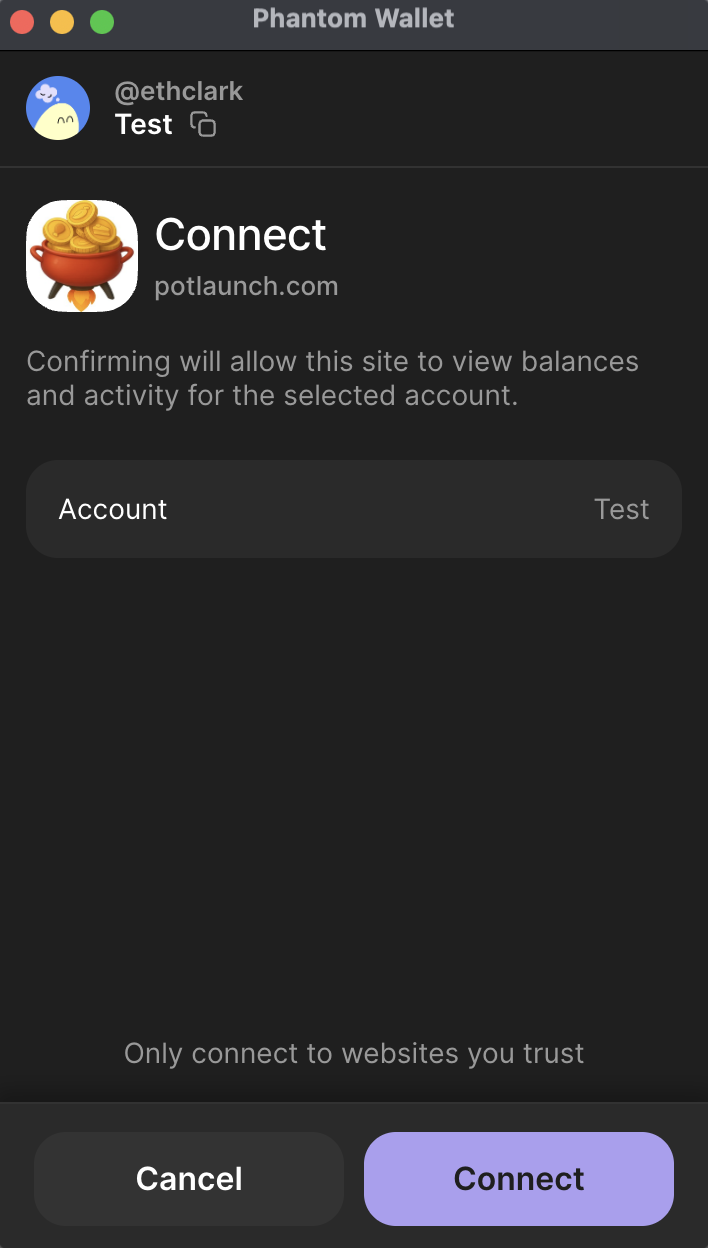 Phantom Wallet
@ethclark
Test
Connect
potlaunch.com
Confirming will allow this site to view balances
and activity for the selected account.
Account Test
Only connect to websites you trust
Cancel Connect